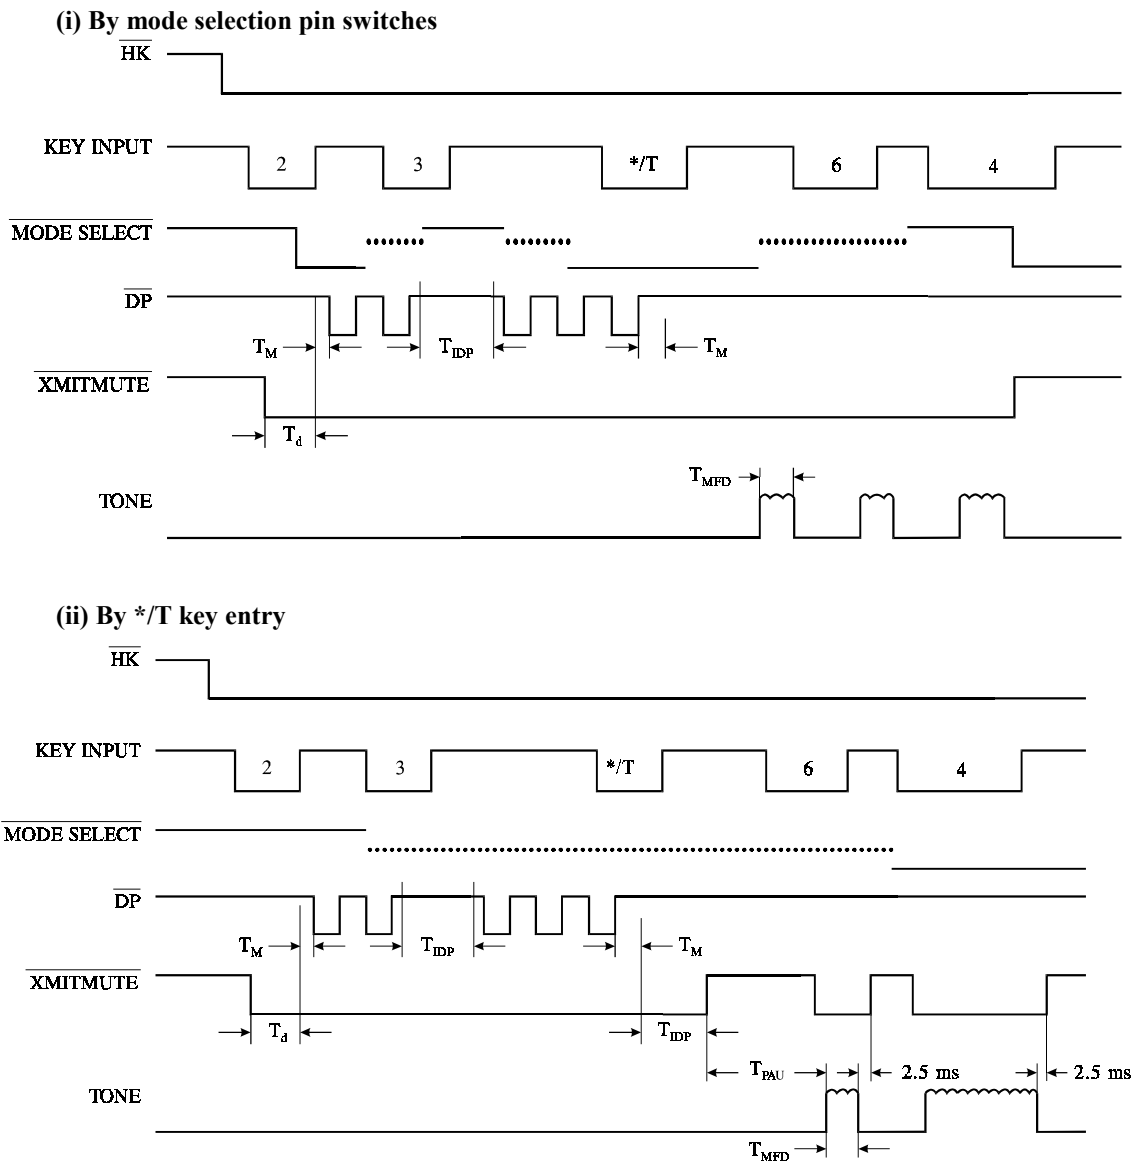 (i) By mode selection pin switches
HK
KEY INPUT
2 3 */T 6 4
MODE SELECT
DP
TM TIDP TM
XMITMUTE
Td
TMFD
TONE
(ii) By */T key entry
HK
KEY INPUT
2 3 */T 6 4
MODE SELECT
DP
TM TIDP TM
XMITMUTE
Td TIDP
TPAU 2.5 ms 2.5 ms
TONE
TMFD